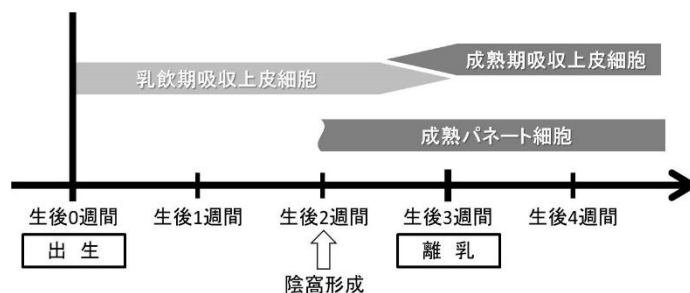 成熟期吸収上皮細胞
乳飲期吸収上皮細胞
成熟パネート細胞
生後0週間 生後1週間 生後2週間 生後3週間 生後4週間
出 生
離 乳
陰窩形成